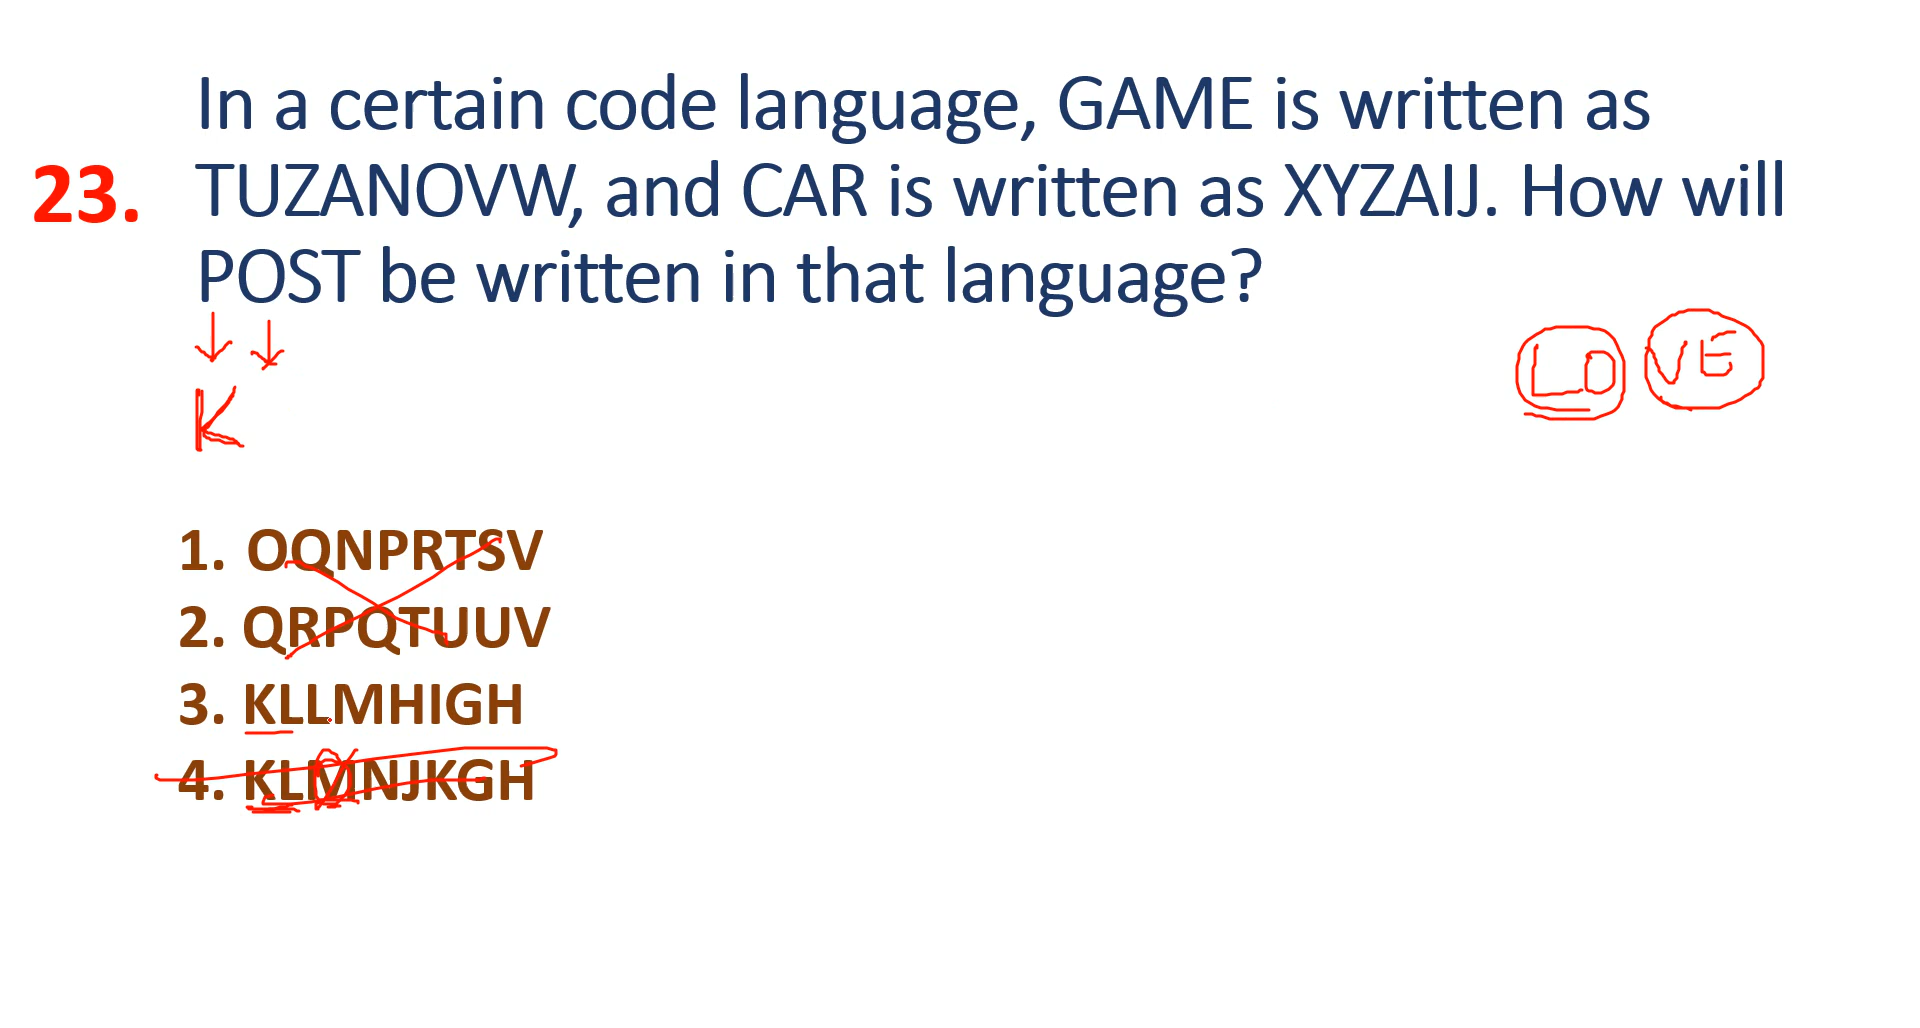 In a certain code language, GAME is written as
23. TUZANOVW, and CAR is written as XYZAIJ. How will
POST be written in that language?
LO VE
K
1. OQNPRTSV
2. QRPQTUUV
3. KLLMHIGH
4. KLMNJKGH